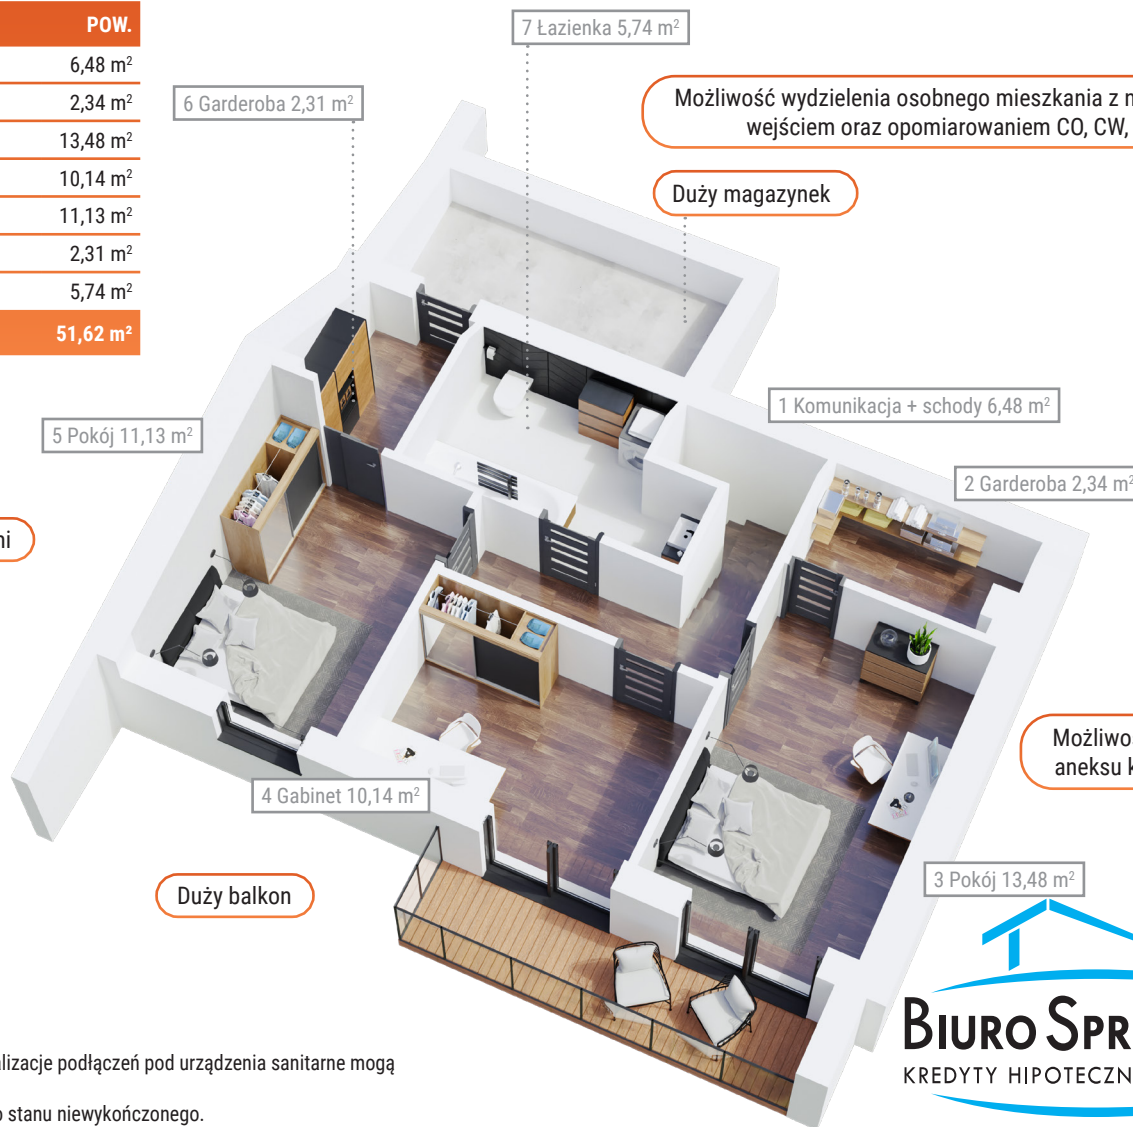 POW.
6,48 m²
2,34 m²
13,48 m²
10,14 m²
11,13 m²
2,31 m²
5,74 m²
51,62 m²
7 Łazienka 5,74 m²
6 Garderoba 2,31 m²
Możliwość wydzielenia osobnego mieszkania z
wejściem oraz opomiarowaniem CO, CW,
Duży magazynek
1 Komunikacja + schody 6,48 m²
5 Pokój 11,13 m²
2 Garderoba 2,34 m²
4 Gabinet 10,14 m²
aneksu
3 Pokój 13,48 m²
Duży balkon
BIURO
podłączeń pod urządzenia sanitarne mogą
stanu niewykończonego.
KREDYTY